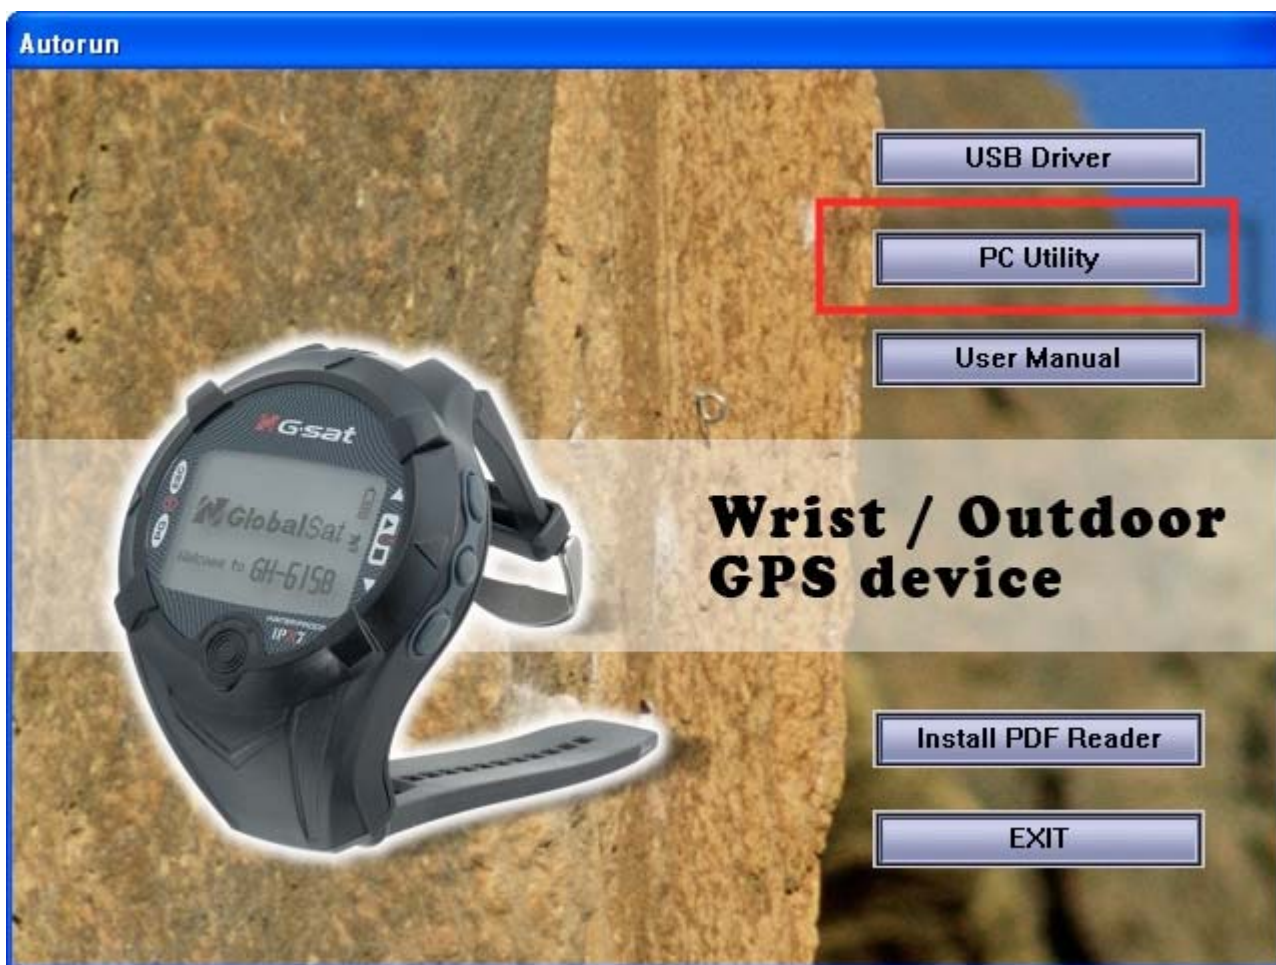 Autorun
USB Driver
PC Utility
User Manual
G·sat
GlobalSat
Welcome to GH-615B
WATERPROOF
IPX7
Wrist / Outdoor
GPS device
Install PDF Reader
EXIT